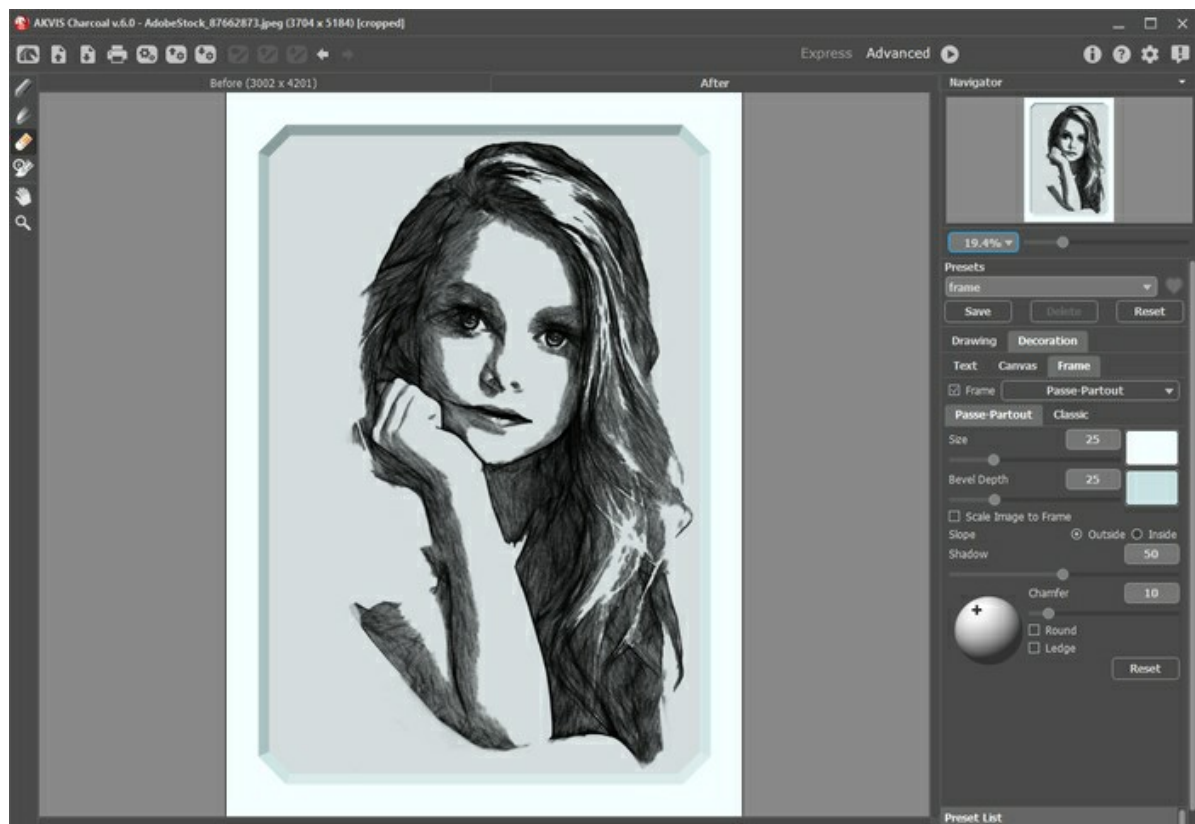 AKVIS Charcoal v.6.0 - AdobeStock_87662873.jpeg (3704 x 5184) [cropped]
Express Advanced
Before (3002 x 4201) After
Navigator
19.4%
Presets
frame
Save Delete Reset
Drawing Decoration
Text Canvas Frame
Frame Passe-Partout
Passe-Partout Classic
Size 25
Bevel Depth 25
Scale Image to Frame
Slope Outside Inside
Shadow 50
Chamfer 10
Round
Ledge
Reset
Preset List